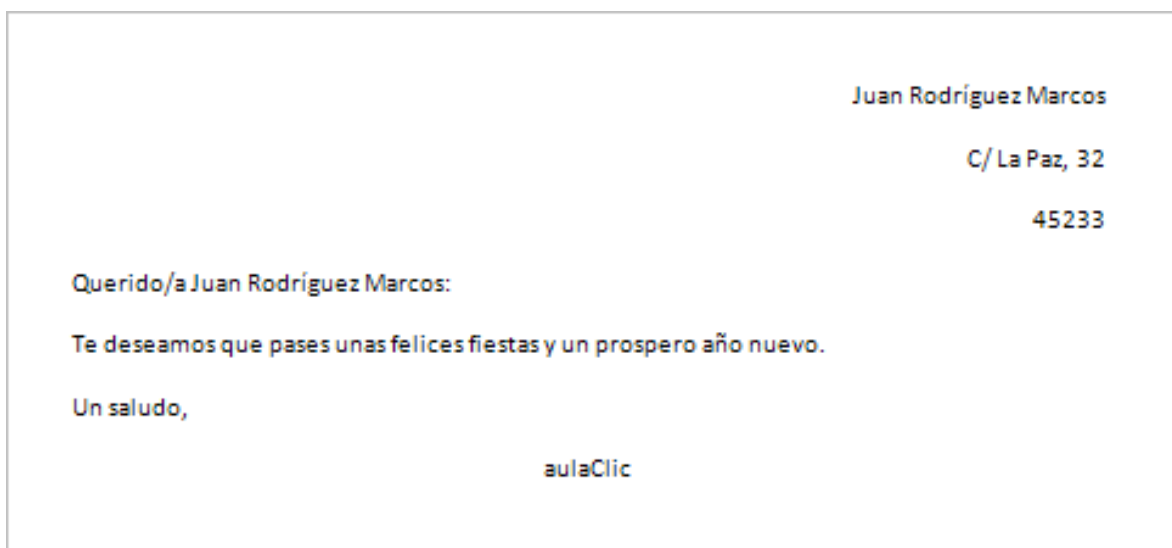 Juan Rodríguez Marcos
C/ La Paz, 32
45233
Querido/a Juan Rodríguez Marcos:
Te deseamos que pases unas felices fiestas y un prospero año nuevo.
Un saludo,
aulaClic